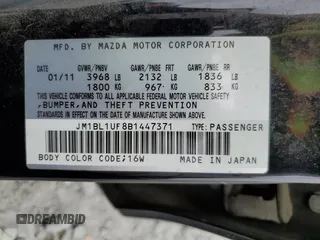 MFD. BY MAZDA MOTOR CORPORATION
GVWR/PNBV GAWR/PNBE FRT GAWR/PNBE RR
01/11 3968 LB 2132 LB 1836 LB
1800 KG 967 KG 833 KG
THIS VEHICLE CONFORMS TO ALL APPLICABLE
FEDERAL MOTOR VEHICLE SAFETY
,BUMPER,AND THEFT PREVENTION
STANDARDS IN EFFECT ON THE DATE OF
MANUFACTURE SHOWN ABOVE.
JM1BL1UF8B1447371 TYPE:PASSENGER
BODY COLOR CODE;16W MADE IN JAPAN
DREAMBID